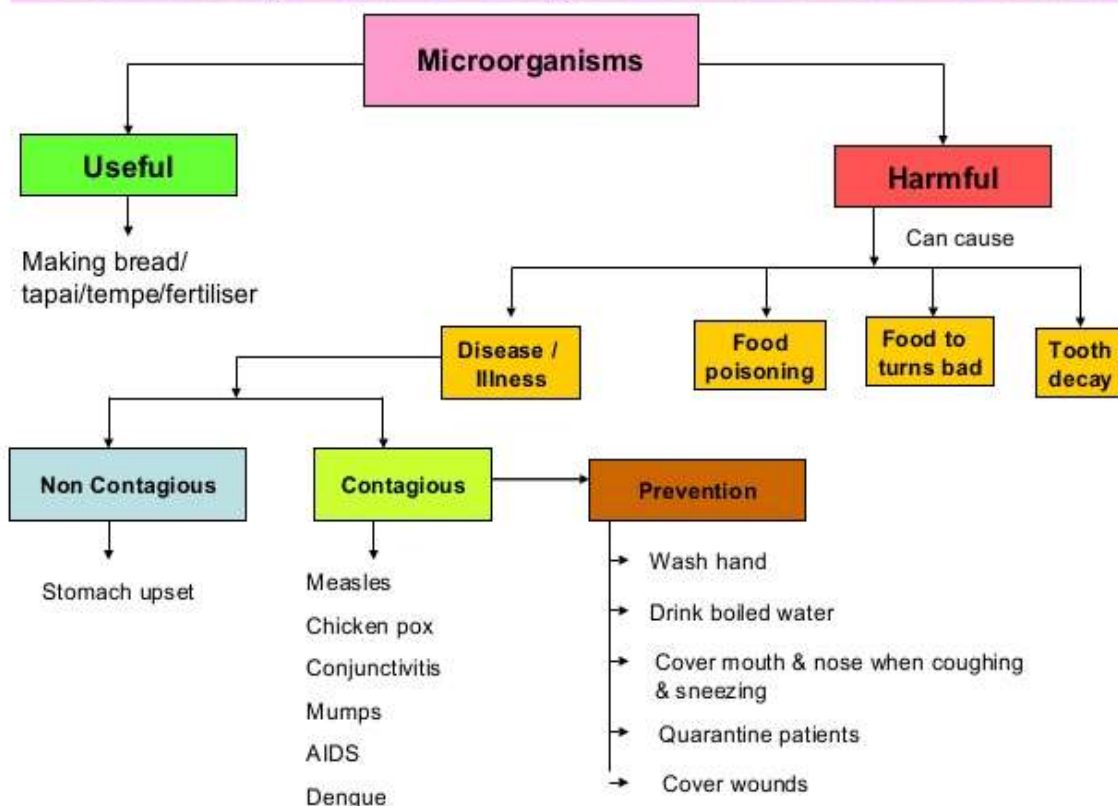 Microorganisms
Useful
Harmful
Making bread/
tapai/tempe/fertiliser
Can cause
Disease /
Illness
Food
poisoning
Food to
turns bad
Tooth
decay
Non Contagious
Contagious
Prevention
Stomach upset
Measles
Chicken pox
Conjunctivitis
Mumps
AIDS
Dengue
Wash hand
Drink boiled water
Cover mouth & nose when coughing
& sneezing
Quarantine patients
Cover wounds